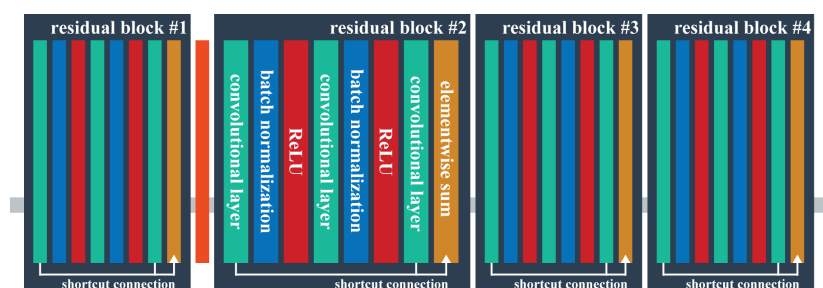 residual block #1
residual block #2
residual block #3
residual block #4
convolutional layer
batch normalization
ReLU
convolutional layer
batch normalization
ReLU
convolutional layer
elementwise sum
shortcut connection
shortcut connection
shortcut connection
shortcut connection